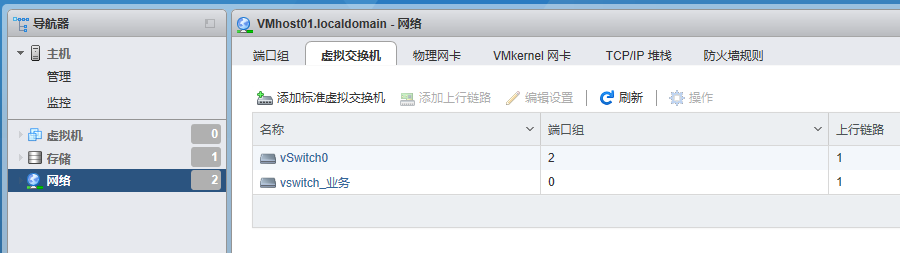 导航器
VMhost01.localdomain - 网络
主机
管理
监控
虚拟机 0
存储 1
网络 2
端口组 虚拟交换机 物理网卡 VMkernel 网卡 TCP/IP 堆栈 防火墙规则
添加标准虚拟交换机 添加上行链路 编辑设置 刷新 操作
名称 端口组 上行链路
vSwitch0 2 1
vswitch_业务 0 1